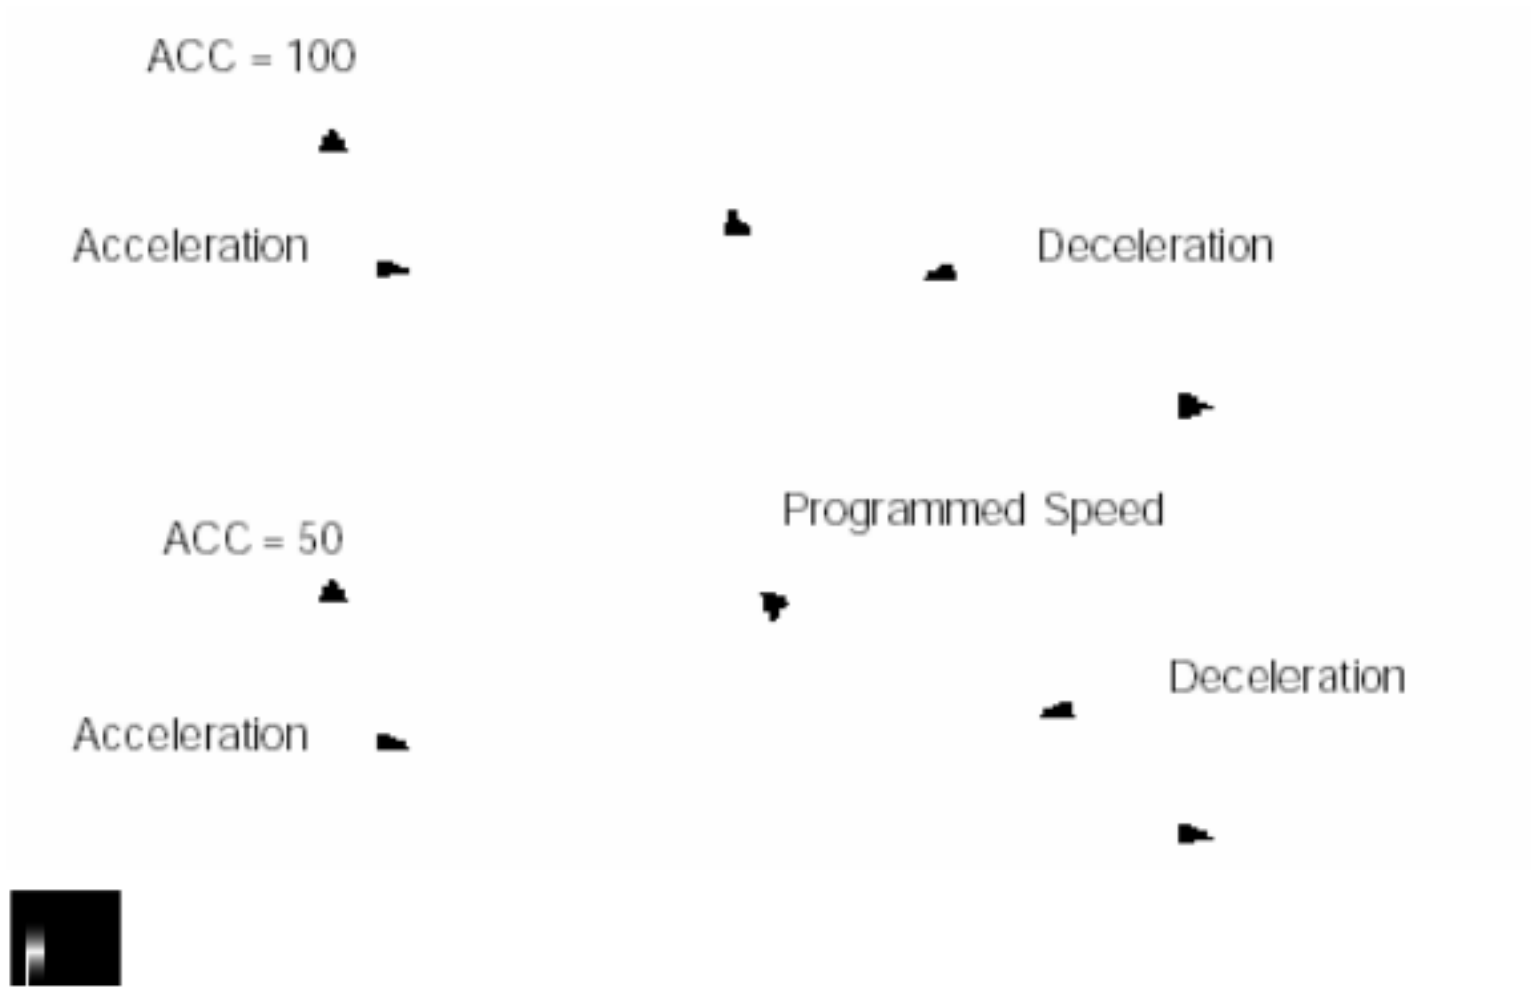 ACC = 100
Acceleration
Deceleration
Programmed Speed
ACC = 50
Deceleration
Acceleration